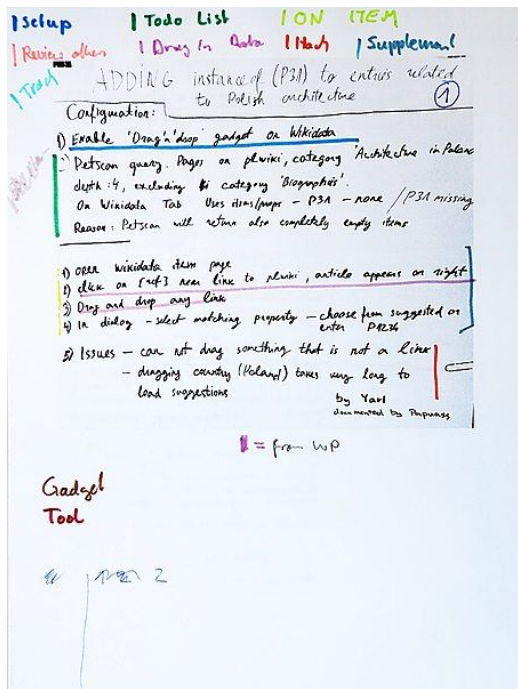 | Setup | Todo List | ON ITEM
| Review others | Drag In Data | Hash | Supplement
| Track
ADDING instance of (P31) to entries related
to Polish architecture
1
Configuration:
1) Enable 'Drag'n'drop' gadget on Wikidata
2) Petscan query: Pages on plwiki, category 'Architecture in Poland'
depth: 4, excluding category 'Biographies'.
On Wikidata Tab Uses items/props - P31 - none / P31 missing
Reason: Petscan will return also completely empty items
1) open wikidata item page
2) click on [ref] near link to plwiki, article appears on right
3) Drag and drop any link
4) In dialog - select matching property - choose from suggested or
enter P1234
5) Issues - can not drag something that is not a link
- dragging country (Poland) takes very long to
load suggestions
by Yarl
documented by
| = from WP
Gadget
Tool
2